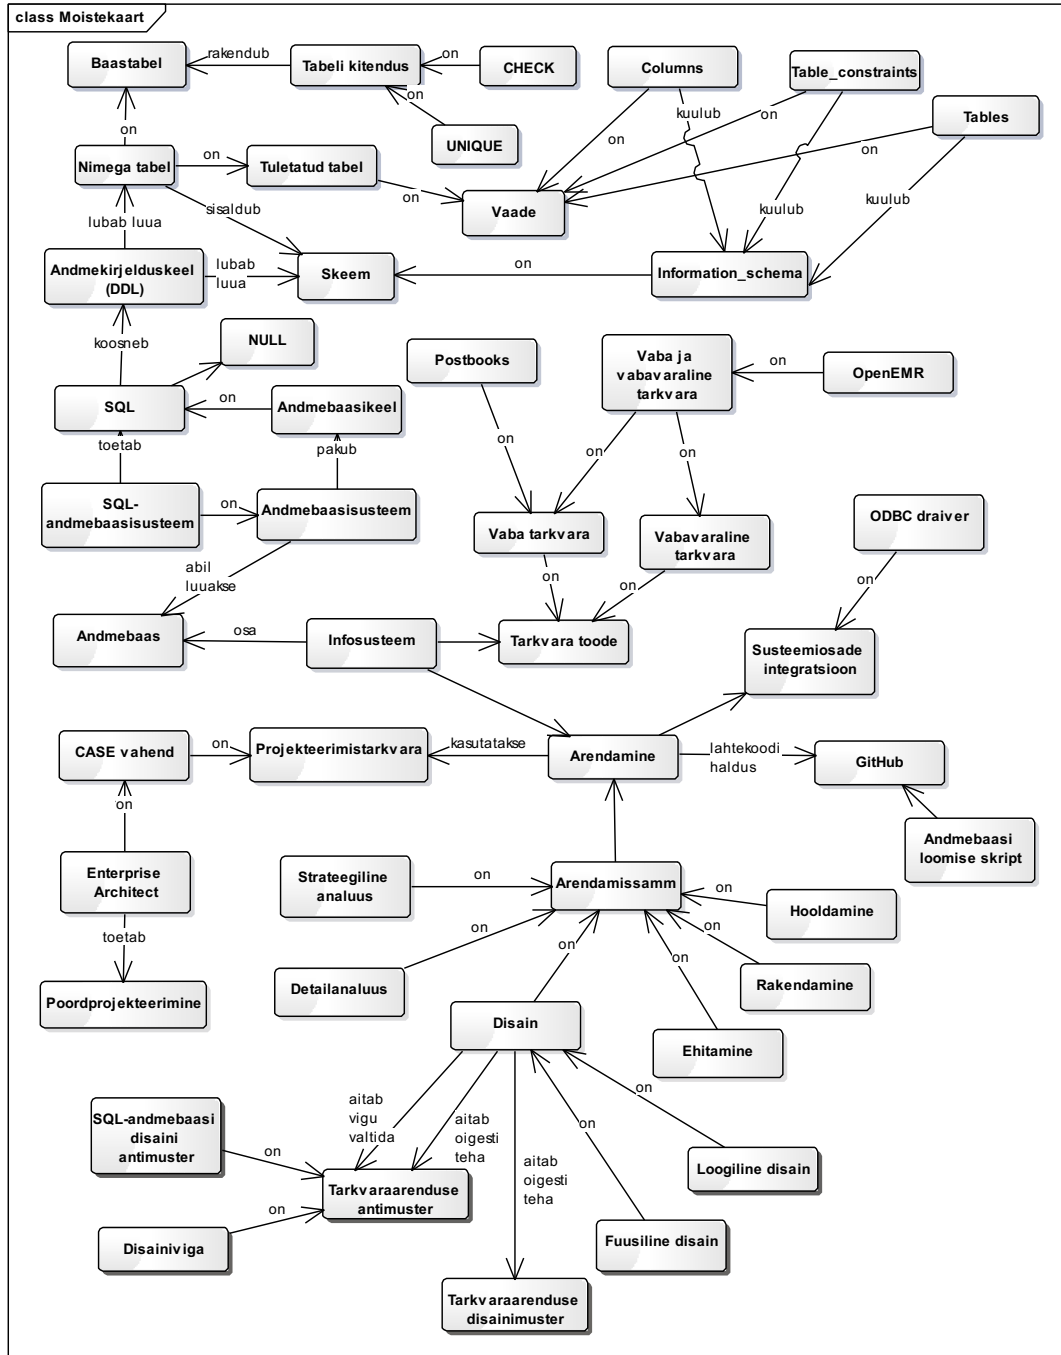 class Moistekaart
Baastabel
rakendub
Tabeli kitendus
on
CHECK
Columns
Table_constraints
Tables
on
UNIQUE
kuulub
on
on
on
on
Nimega tabel
on
Tuletatud tabel
on
Vaade
kuulub
kuulub
lubab luua
sisaldub
Andmekirjelduskeel
(DDL)
lubab
luua
Skeem
on
Information_schema
koosneb
NULL
Postbooks
Vaba ja
vabavaraline
tarkvara
on
OpenEMR
SQL
on
Andmebaasikeel
toetab
pakub
on
on
on
SQL-
andmebaasisusteem
on
Andmebaasisusteem
Vaba tarkvara
Vabavaraline
tarkvara
ODBC draiver
abil
luuakse
on
on
on
Andmebaas
osa
Infosusteem
Tarkvara toode
Susteemiosade
integratsioon
CASE vahend
on
Projekteerimistarkvara
kasutatakse
Arendamine
lahtekoodi
haldus
GitHub
on
Andmebaasi
loomise skript
Enterprise
Architect
Strateegiline
analuus
on
Arendamissamm
on
Hooldamine
toetab
on
on
on
on
Detailanaluus
Rakendamine
Poordprojekteerimine
Disain
Ehitamine
on
aitab
vigu
valtida
aitab
oigesti
teha
aitab
oigesti
teha
on
SQL-andmebaasi
disaini
antimuster
on
Tarkvaraarenduse
antimuster
Loogiline disain
on
Disainiviga
Fuusiline disain
Tarkvaraarenduse
disainimuster